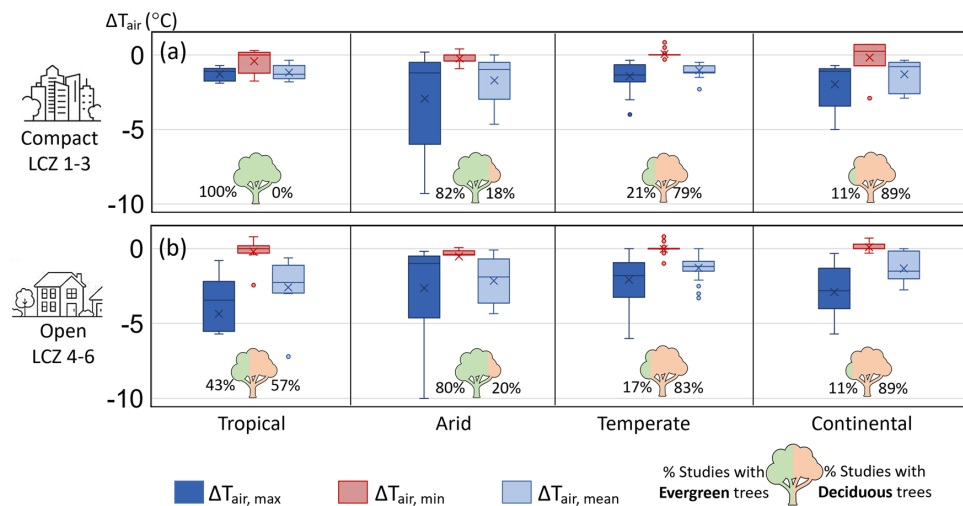 ΔTair (°C)
(a)
0
-5
-10
Compact
LCZ 1-3
100% 0%
82% 18%
21% 79%
11% 89%
(b)
0
-5
-10
Open
LCZ 4-6
43% 57%
80% 20%
17% 83%
11% 89%
Tropical Arid Temperate Continental
ΔTair, max ΔTair, min ΔTair, mean
% Studies with
Evergreen trees
% Studies with
Deciduous trees